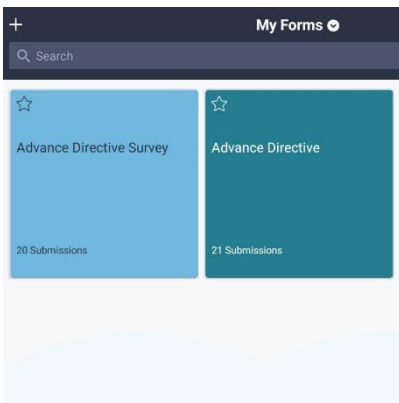 My Forms
Search
Advance Directive Survey
Advance Directive
20 Submissions
21 Submissions